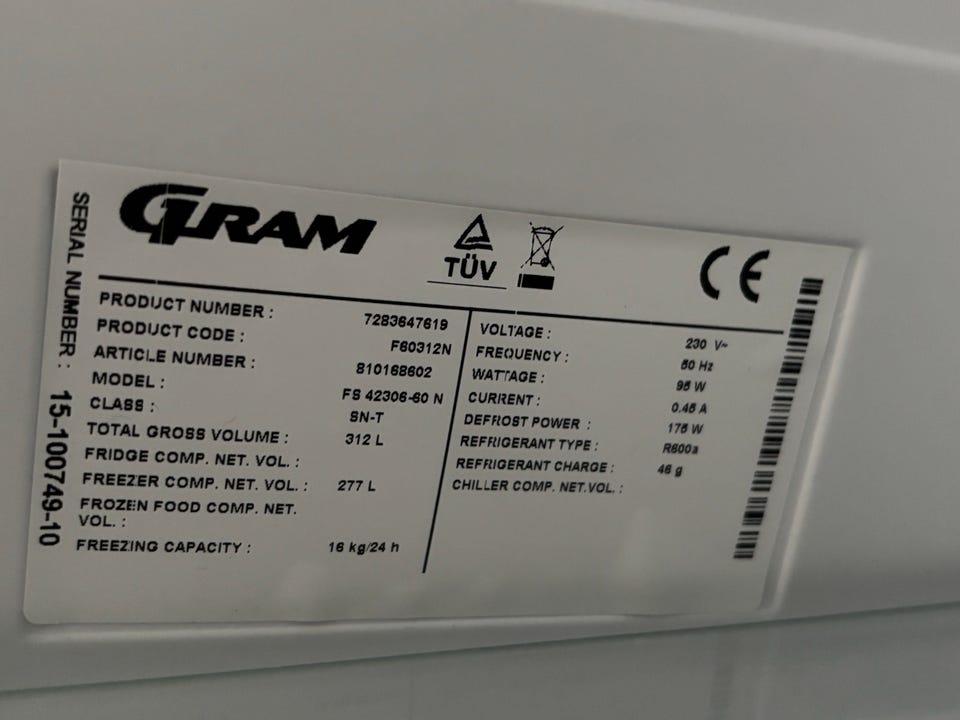 GRAM
TÜV
CE
SERIAL NUMBER : 15-100749-10
PRODUCT NUMBER : 7283647619
PRODUCT CODE : F60312N
ARTICLE NUMBER : 810168602
MODEL : FS 42306-60 N
CLASS : SN-T
TOTAL GROSS VOLUME : 312 L
FRIDGE COMP. NET. VOL. :
FREEZER COMP. NET. VOL. : 277 L
FROZEN FOOD COMP. NET.
VOL. :
FREEZING CAPACITY : 16 kg/24 h
VOLTAGE : 230 V~
FREQUENCY : 50 Hz
WATTAGE : 95 W
CURRENT : 0.45 A
DEFROST POWER : 175 W
REFRIGERANT TYPE : R600a
REFRIGERANT CHARGE : 46 g
CHILLER COMP. NET.VOL. :